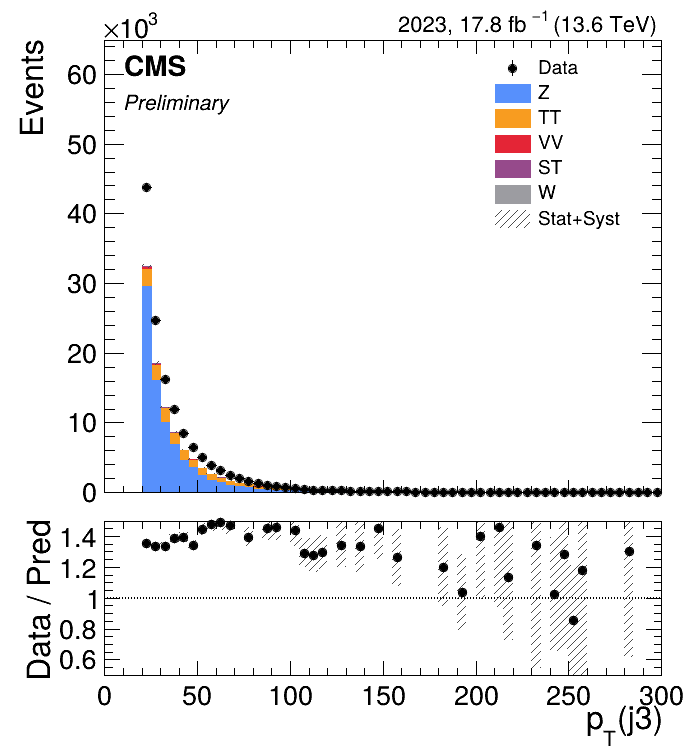 ×10³
2023, 17.8 fb⁻¹ (13.6 TeV)
Events
CMS
Preliminary
Data
Z
TT
VV
ST
W
Stat+Syst
60
50
40
30
20
10
0
Data / Pred
1.4
1.2
1
0.8
0.6
0 50 100 150 200 250 300
p_T(j3)